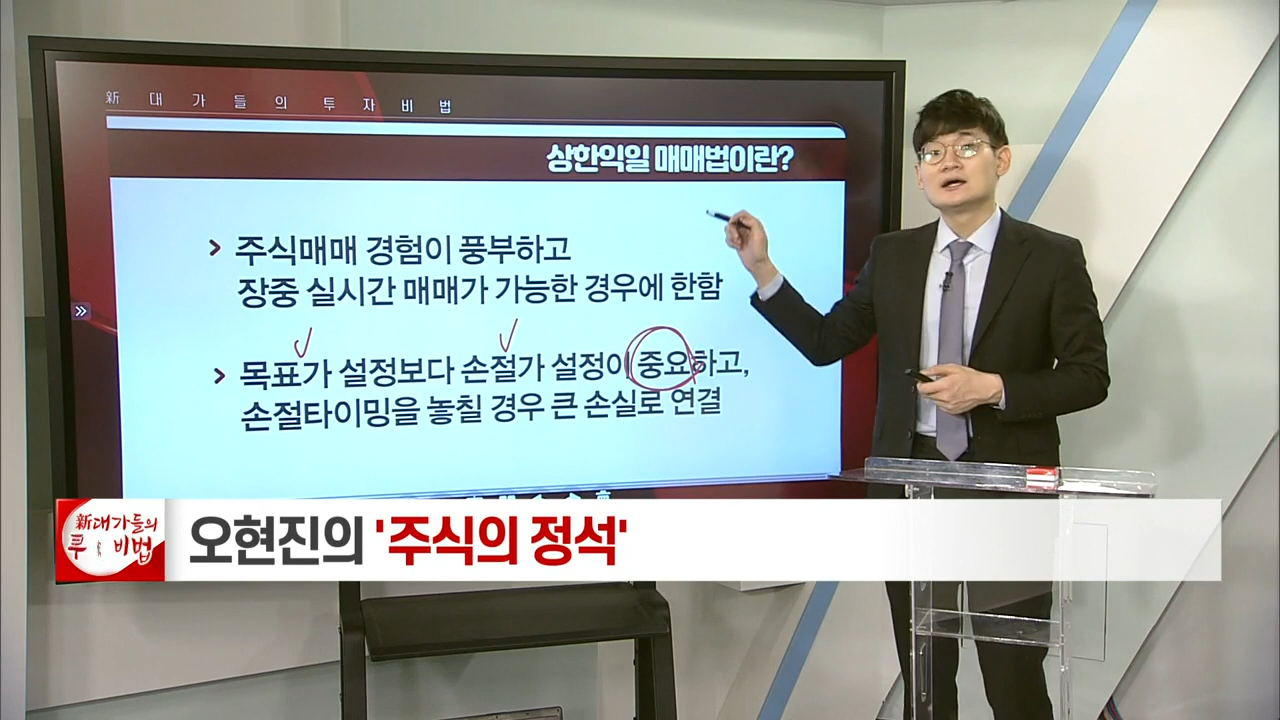 新 대 가 들 의 투 자 비 법
상한익일 매매법이란?
주식매매 경험이 풍부하고
장중 실시간 매매가 가능한 경우에 한함
목표가 설정보다 손절가 설정이 중요하고,
손절타이밍을 놓칠 경우 큰 손실로 연결
新대가들의
투 비법
오현진의 '주식의 정석'